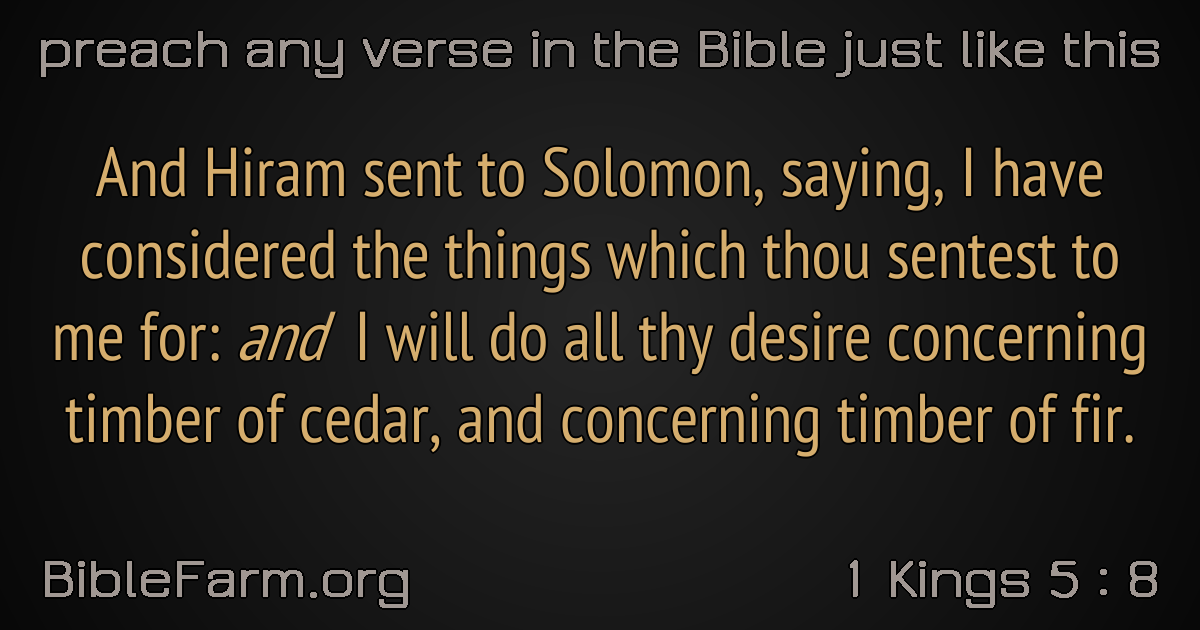 preach any verse in the Bible just like this
And Hiram sent to Solomon, saying, I have
considered the things which thou sentest to
me for: and I will do all thy desire concerning
timber of cedar, and concerning timber of fir.
BibleFarm.org
1 Kings 5 : 8